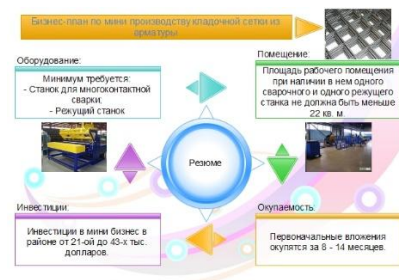 Бизнес-план по мини производству кладочной сетки из
арматуры
Оборудование:
Минимум требуется:
- Станок для многоконтактной
сварки;
- Режущий станок
Помещение:
Площадь рабочего помещения
при наличии в нем одного
сварочного и одного режущего
станка не должна быть меньше
22 кв. м.
Резюме
Инвестиции:
Инвестиции в мини бизнес в
районе от 21-ой до 43-х тыс.
долларов.
Окупаемость:
Первоначальные вложения
окупятся за 8 - 14 месяцев.